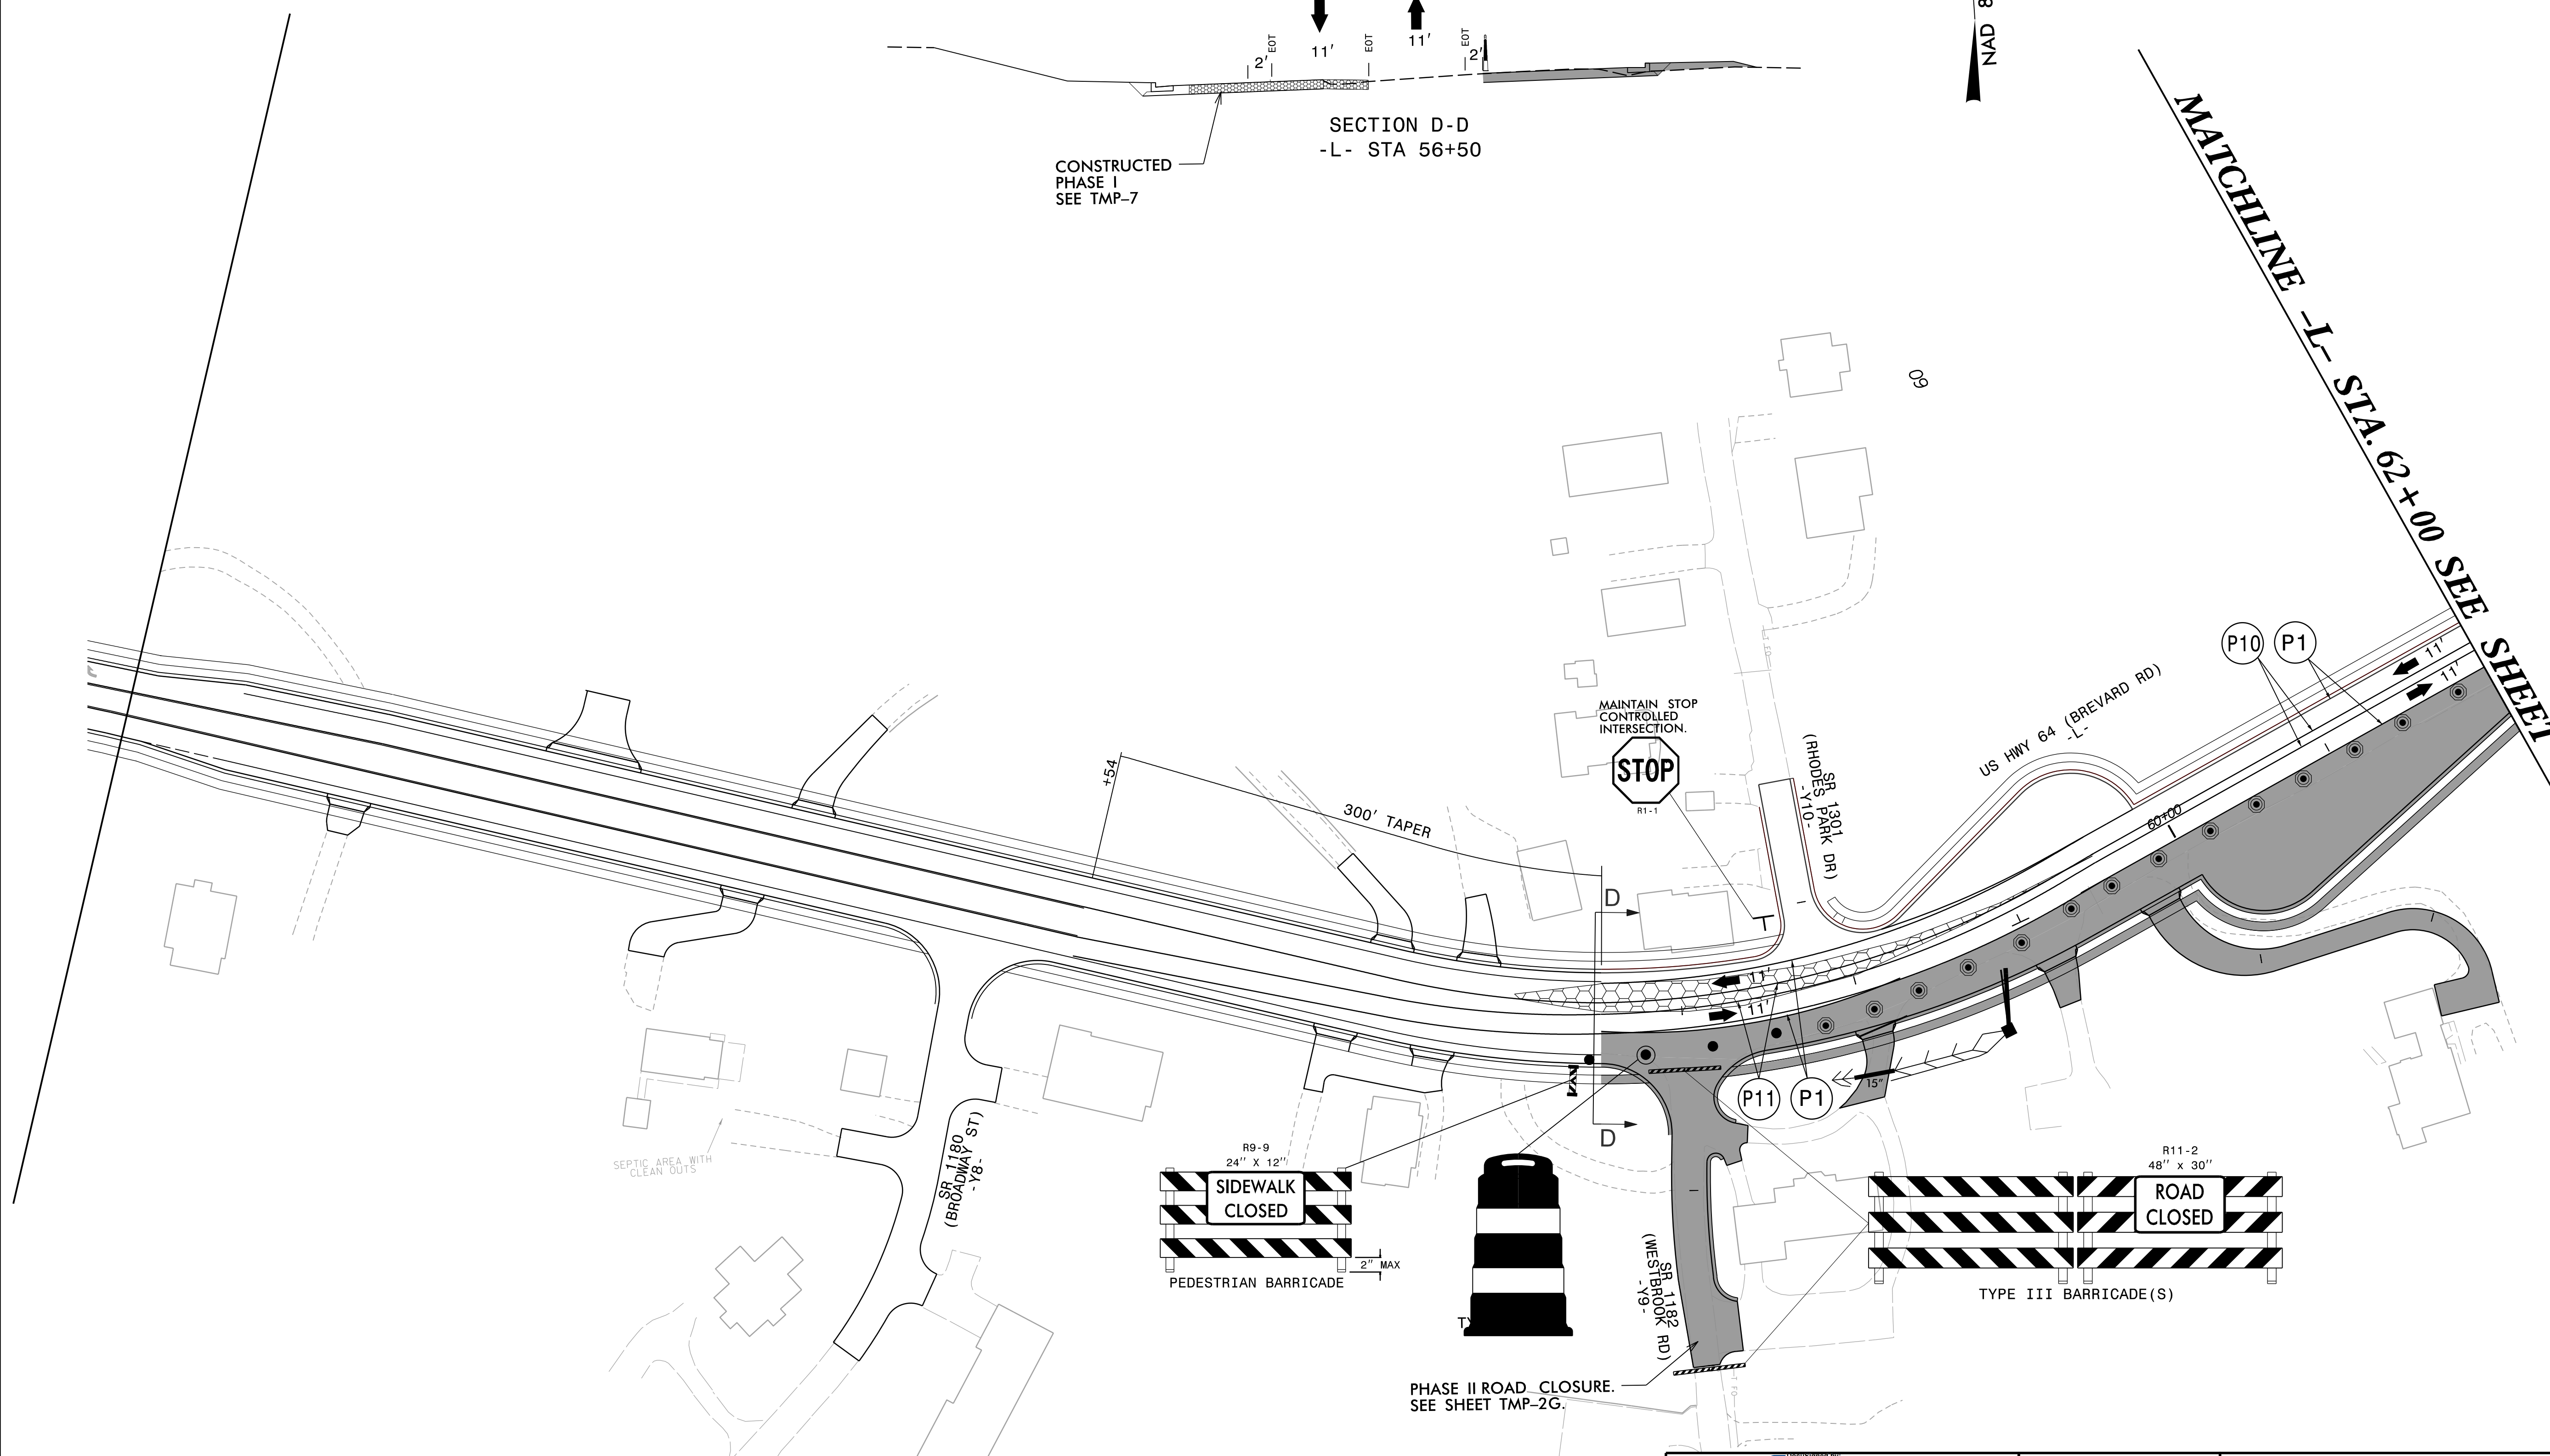 NAD 8
2'
EOT
11'
EOT
11'
EOT
2'
SECTION D-D
-L- STA 56+50
CONSTRUCTED
PHASE I
SEE TMP-7
MATCHLINE -L- STA. 62+00 SEE SHEET
60
P10
P1
11'
11'
US HWY 64 (BREVARD RD)
-L-
MAINTAIN STOP
CONTROLLED
INTERSECTION.
STOP
R1-1
SR 1301
(RHODES PARK DR)
-Y10-
+54
300' TAPER
60+00
D
11'
11'
D
P11
P1
15"
SEPTIC AREA WITH
CLEAN OUTS
SR 1180
(BROADWAY ST)
-Y8-
R9-9
24" X 12"
SIDEWALK
CLOSED
2" MAX
PEDESTRIAN BARRICADE
R11-2
48" x 30"
ROAD
CLOSED
TYPE III BARRICADE(S)
SR 1182
(WESTBROOK RD)
-Y9-
PHASE II ROAD CLOSURE.
SEE SHEET TMP-2G.